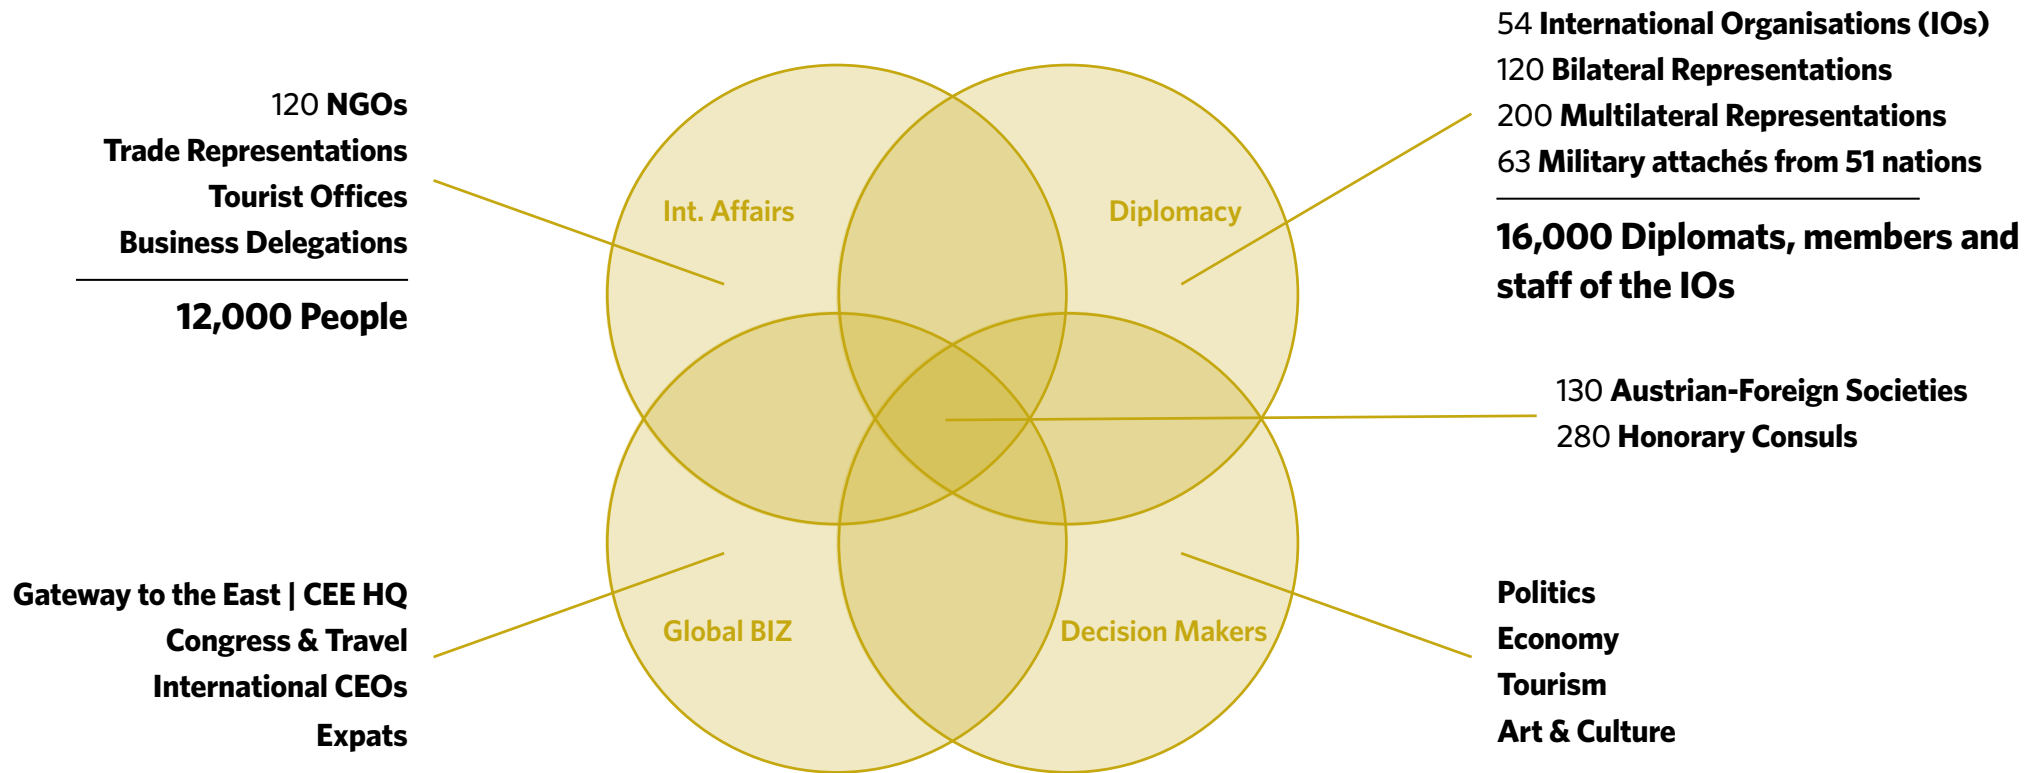 120 NGOs
Trade Representations
Tourist Offices
Business Delegations
12,000 People
Int. Affairs
Diplomacy
54 International Organisations (IOs)
120 Bilateral Representations
200 Multilateral Representations
63 Military attachés from 51 nations
16,000 Diplomats, members and
staff of the IOs
130 Austrian-Foreign Societies
280 Honorary Consuls
Gateway to the East | CEE HQ
Congress & Travel
International CEOs
Expats
Global BIZ
Decision Makers
Politics
Economy
Tourism
Art & Culture